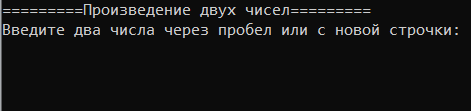 =========Произведение двух чисел=========
Введите два числа через пробел или с новой строчки: